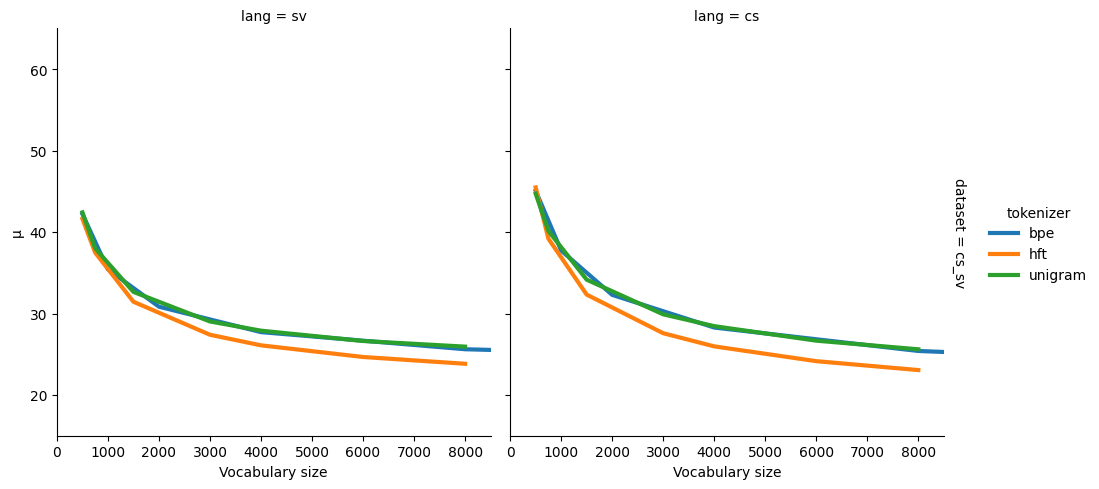 lang = sv
lang = cs
60
50
40
30
20
µ
0 1000 2000 3000 4000 5000 6000 7000 8000
0 1000 2000 3000 4000 5000 6000 7000 8000
Vocabulary size
Vocabulary size
dataset = cs_sv
tokenizer
bpe
hft
unigram